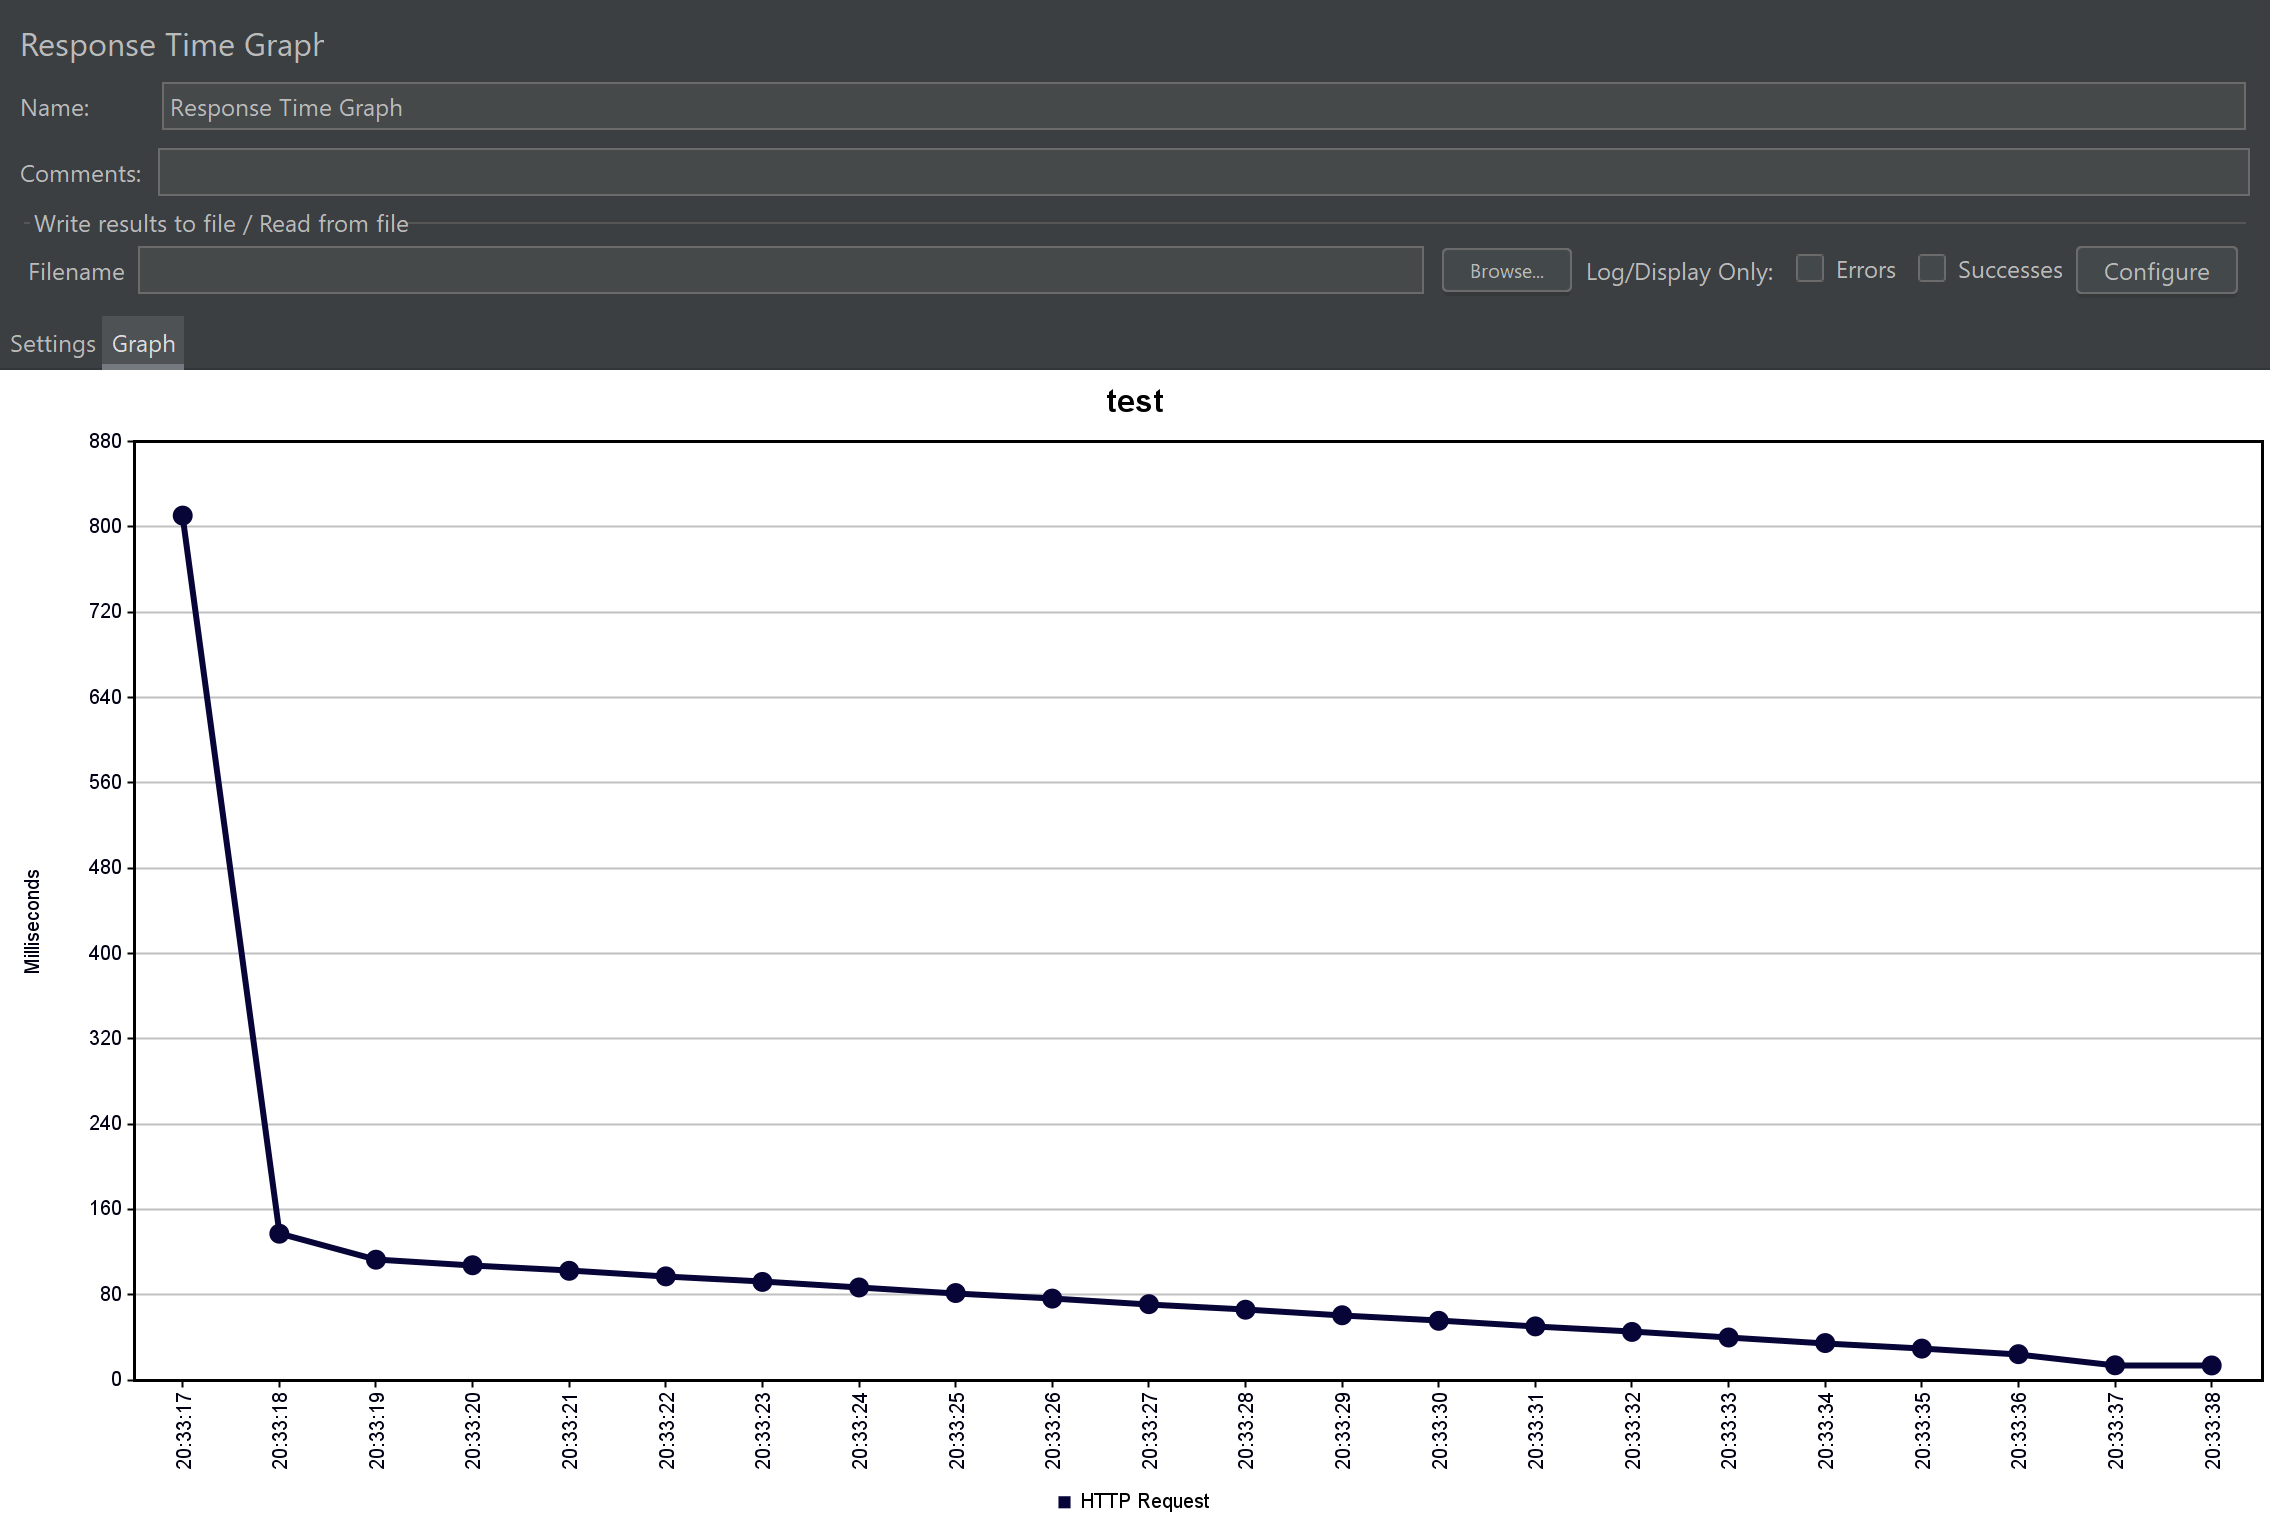 Response Time Graph
Name: Response Time Graph
Comments:
Write results to file / Read from file
Filename Browse... Log/Display Only: Errors Successes Configure
Settings Graph
test
880
800
720
640
560
480
400
320
240
160
80
0
Milliseconds
20:33:17 20:33:18 20:33:19 20:33:20 20:33:21 20:33:22 20:33:23 20:33:24 20:33:25 20:33:26 20:33:27 20:33:28 20:33:29 20:33:30 20:33:31 20:33:32 20:33:33 20:33:34 20:33:35 20:33:36 20:33:37 20:33:38
HTTP Request